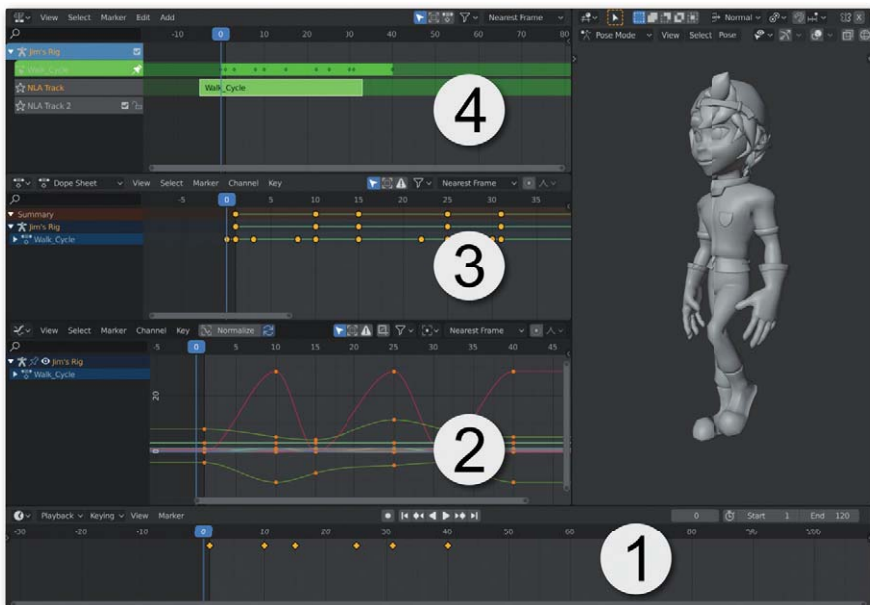 View Select Marker Edit Add Nearest Frame
-10 0 10 20 30 40 50 60 70 80
Jim's Rig
Walk_Cycle
NLA Track Walk_Cycle
NLA Track 2
4
Normal
Pose Mode View Select Pose
Dope Sheet View Select Marker Channel Key Nearest Frame
-5 0 5 10 15 20 25 30 35
Summary
Jim's Rig
Walk_Cycle
3
View Select Marker Channel Key Normalize Nearest Frame
-5 0 5 10 15 20 25 30 35 40 45
Jim's Rig
Walk_Cycle
20
0
2
Playback Keying View Marker 0 Start 1 End 120
-30 -20 -10 0 10 20 30 40 50 60 80 90
1